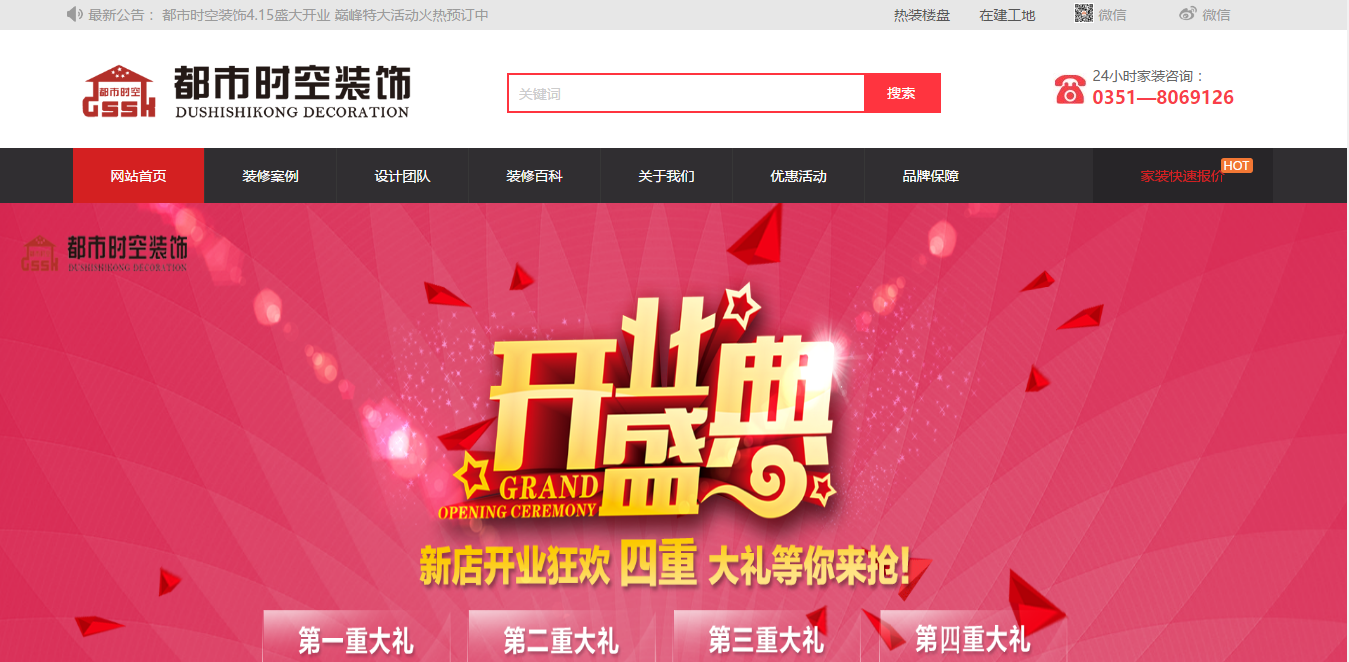 最新公告： 都市时空装饰4.15盛大开业 巅峰特大活动火热预订中
热装楼盘 在建工地 微信 微信
都市时空
GSSK
都市时空装饰
DUSHISHIKONG DECORATION
关键词 搜索
24小时家装咨询：
0351—8069126
网站首页 装修案例 设计团队 装修百科 关于我们 优惠活动 品牌保障 家装快速报价 HOT
GSSK
都市时空装饰
DUSHISHIKONG DECORATION
开业盛典
GRAND
OPENING CEREMONY
新店开业狂欢 四重 大礼等你来抢!
第一重大礼 第二重大礼 第三重大礼 第四重大礼